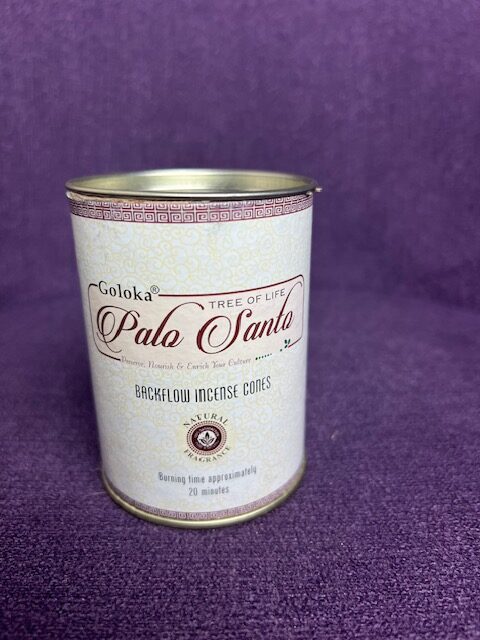 Goloka®
TREE OF LIFE
Palo Santo
Preserve, Nourish & Enrich Your Culture
BACKFLOW INCENSE CONES
NATURAL
FRAGRANCE
Burning time approximately
20 minutes